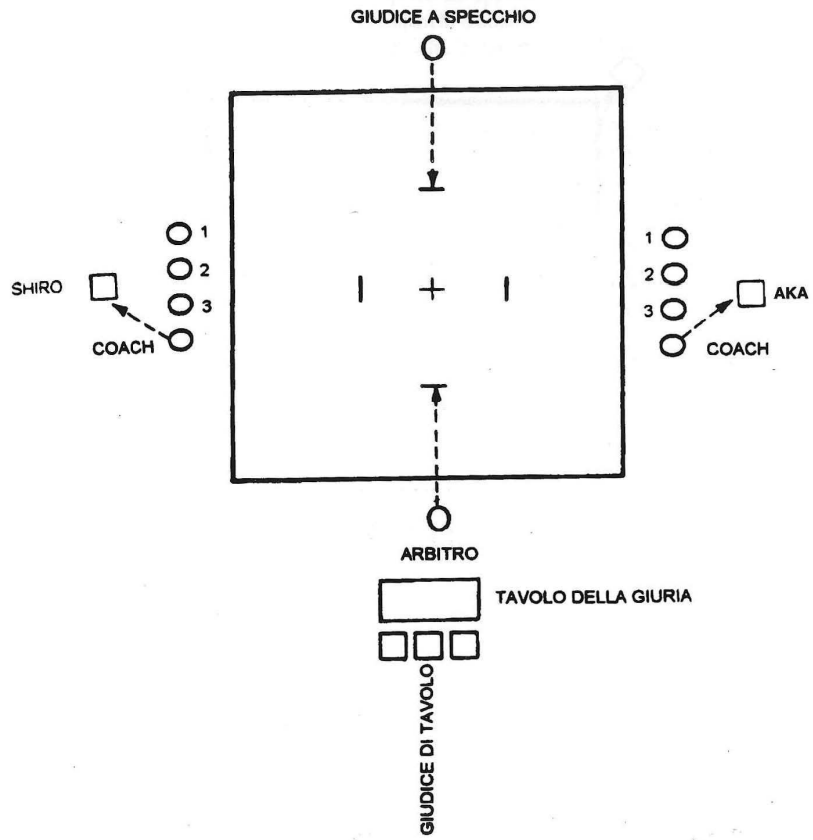 GIUDICE A SPECCHIO
1
2
3
SHIRO
COACH
1
2
3
AKA
COACH
ARBITRO
TAVOLO DELLA GIURIA
GIUDICE DI TAVOLO